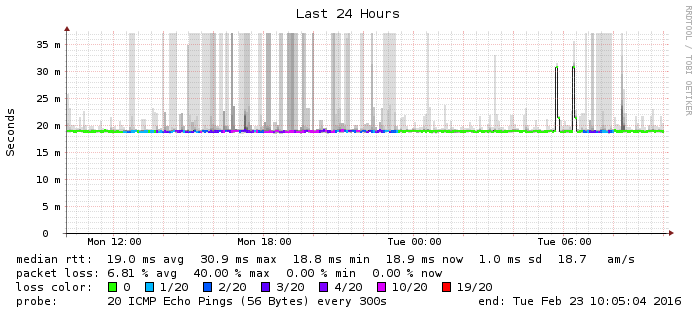 Last 24 Hours
RRDTOOL / TOBI OETIKER
Seconds
35 m
30 m
25 m
20 m
15 m
10 m
5 m
0
Mon 12:00 Mon 18:00 Tue 00:00 Tue 06:00
median rtt: 19.0 ms avg 30.9 ms max 18.8 ms min 18.9 ms now 1.0 ms sd 18.7 am/s
packet loss: 6.81 % avg 40.00 % max 0.00 % min 0.00 % now
loss color: 0 1/20 2/20 3/20 4/20 10/20 19/20
probe: 20 ICMP Echo Pings (56 Bytes) every 300s end: Tue Feb 23 10:05:04 2016